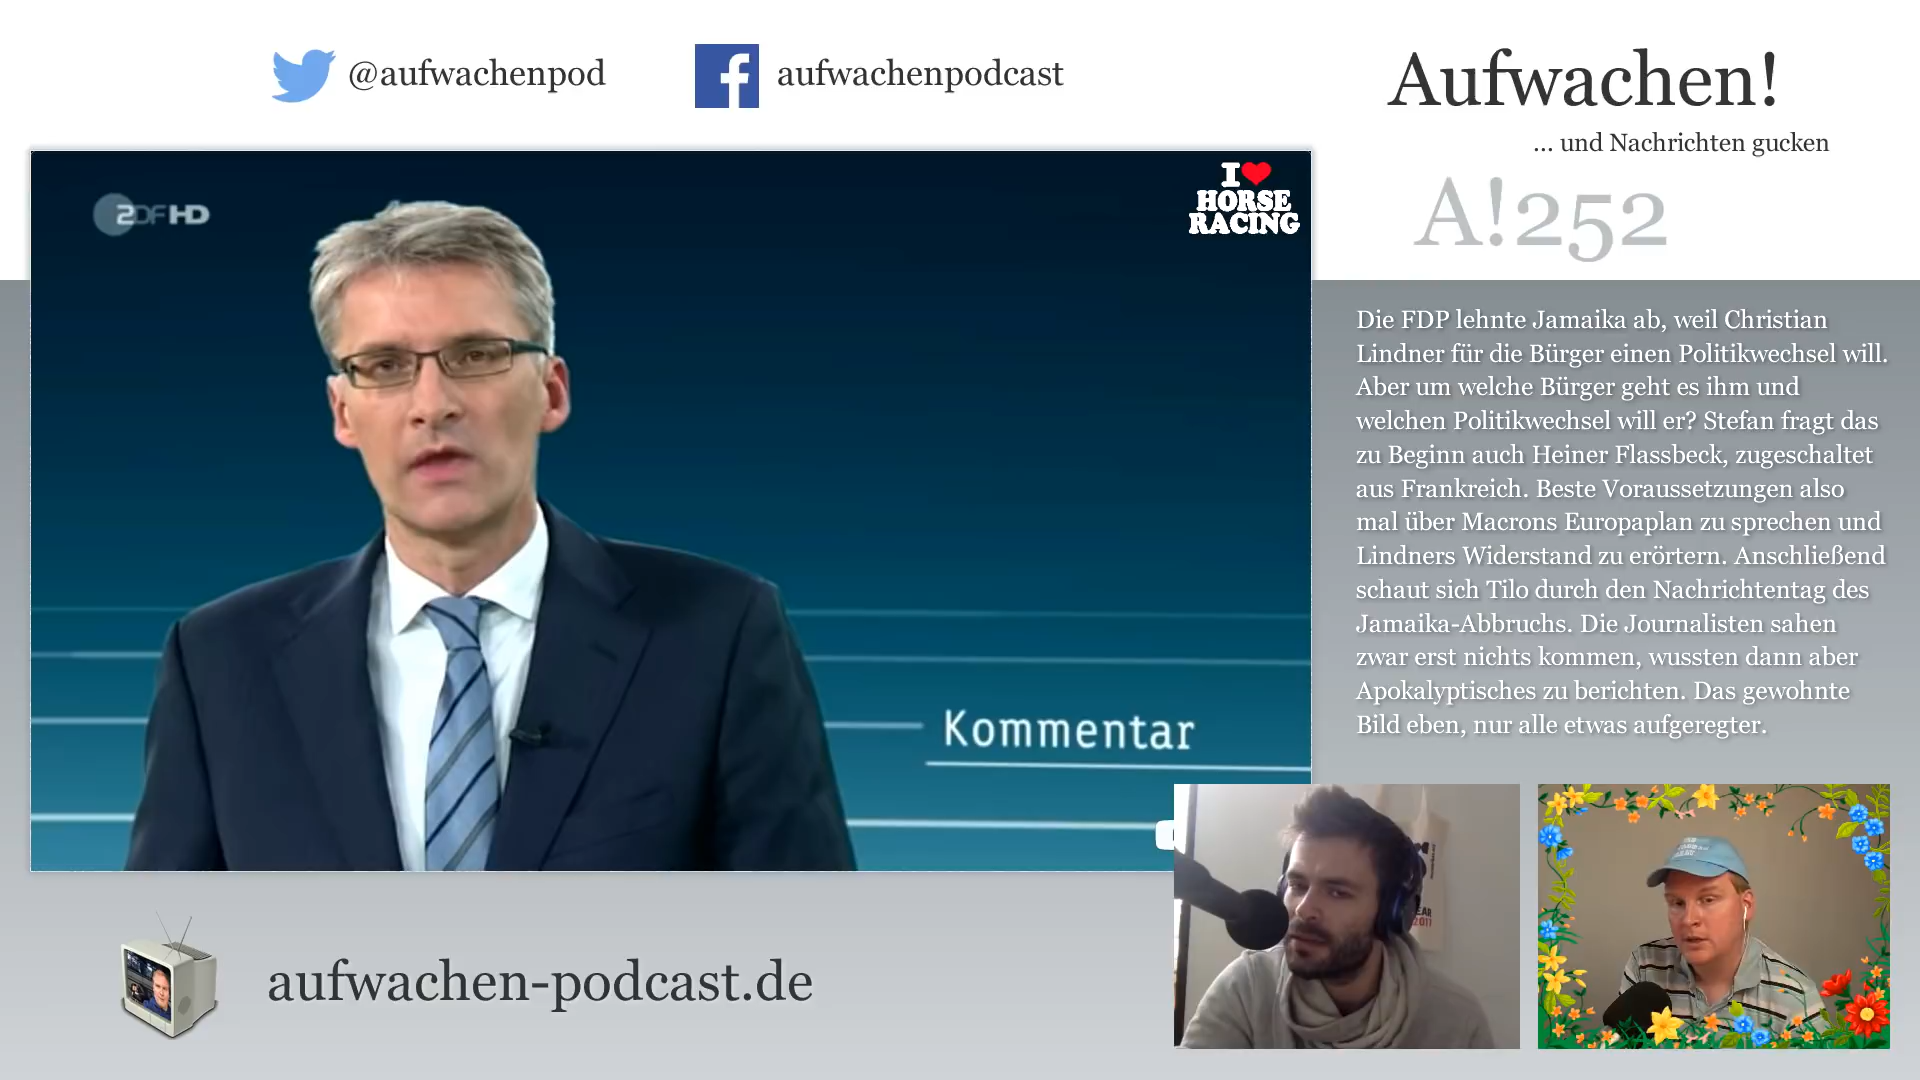 @aufwachenpod
aufwachenpodcast
Aufwachen!
... und Nachrichten gucken
A!252
ZDF HD
I
HORSE
RACING
Kommentar
Die FDP lehnte Jamaika ab, weil Christian
Lindner für die Bürger einen Politikwechsel will.
Aber um welche Bürger geht es ihm und
welchen Politikwechsel will er? Stefan fragt das
zu Beginn auch Heiner Flassbeck, zugeschaltet
aus Frankreich. Beste Voraussetzungen also
mal über Macrons Europaplan zu sprechen und
Lindners Widerstand zu erörtern. Anschließend
schaut sich Tilo durch den Nachrichtentag des
Jamaika-Abbruchs. Die Journalisten sahen
zwar erst nichts kommen, wussten dann aber
Apokalyptisches zu berichten. Das gewohnte
Bild eben, nur alle etwas aufgeregter.
2017
aufwachen-podcast.de